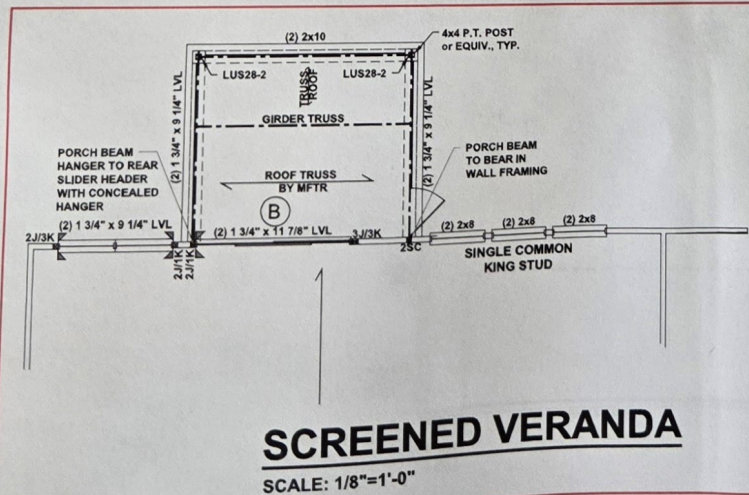 (2) 2x10
4x4 P.T. POST
or EQUIV., TYP.
LUS28-2
LUS28-2
TRUSS
ROOF
GIRDER TRUSS
(2) 1 3/4" x 9 1/4" LVL
(2) 1 3/4" x 9 1/4" LVL
PORCH BEAM
HANGER TO REAR
SLIDER HEADER
WITH CONCEALED
HANGER
PORCH BEAM
TO BEAR IN
WALL FRAMING
ROOF TRUSS
BY MFTR
B
(2) 1 3/4" x 9 1/4" LVL
(2) 1 3/4" x 11 7/8" LVL
2J/3K
2J/1K
2J/1K
3J/3K
2SC
(2) 2x8
(2) 2x8
(2) 2x8
SINGLE COMMON
KING STUD
SCREENED VERANDA
SCALE: 1/8"=1'-0"